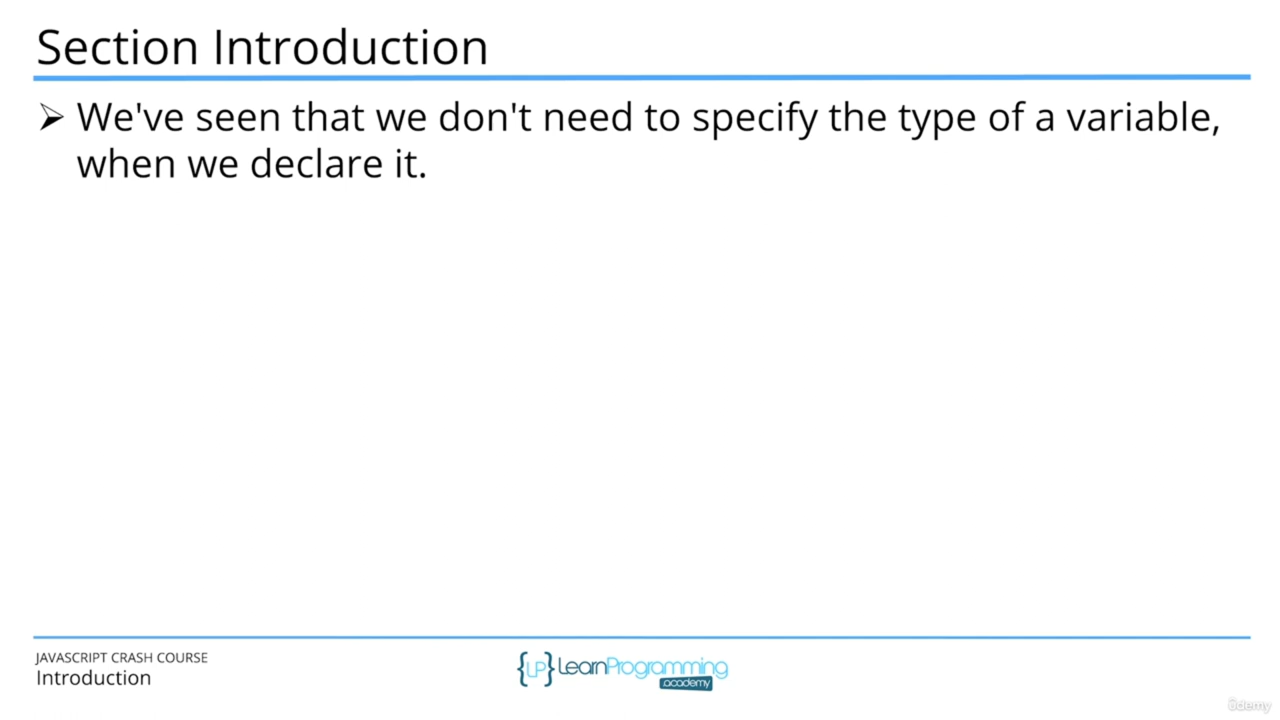 Section Introduction
➢ We've seen that we don't need to specify the type of a variable,
when we declare it.
JAVASCRIPT CRASH COURSE
Introduction
{LP} LearnProgramming
academy
ûdemy